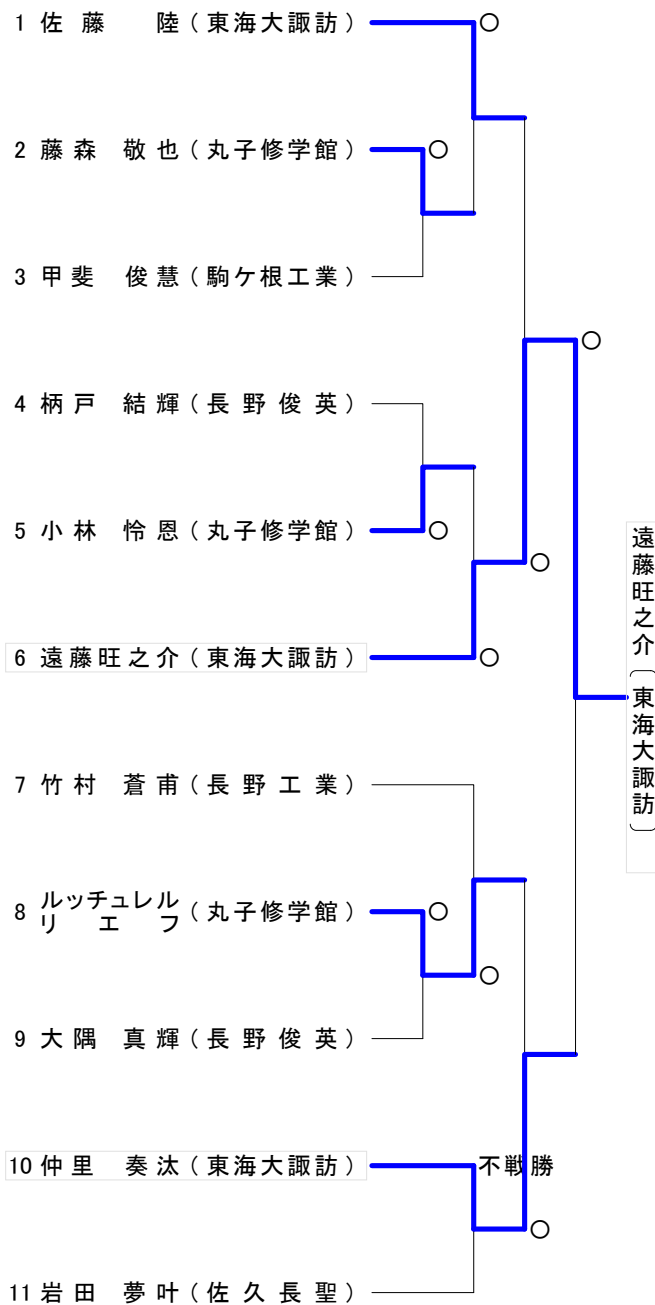 1 佐藤 陸(東海大諏訪)
○
2 藤森 敬也(丸子修学館)
○
3 甲斐 俊慧(駒ケ根工業)
○
4 柄戸 結輝(長野俊英)
5 小林 怜恩(丸子修学館)
○
○
6 遠藤旺之介(東海大諏訪)
○
遠藤旺之介(東海大諏訪)
7 竹村 蒼甫(長野工業)
8 ルッチュレル
リエフ(丸子修学館)
○
○
9 大隅 真輝(長野俊英)
10 仲里 奏汰(東海大諏訪)
不戦勝
○
11 岩田 夢叶(佐久長聖)